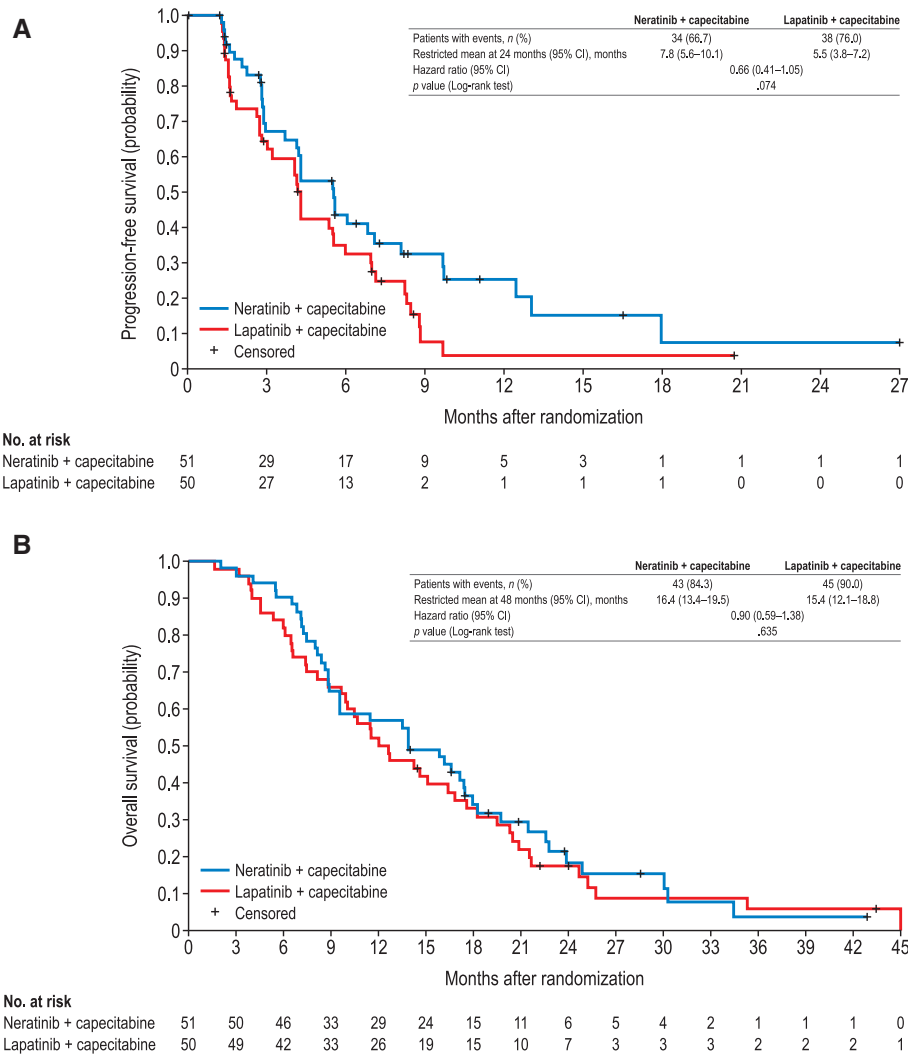 A
Neratinib + capecitabine Lapatinib + capecitabine
Patients with events, n (%) 34 (66.7) 38 (76.0)
Restricted mean at 24 months (95% CI), months 7.8 (5.6–10.1) 5.5 (3.8–7.2)
Hazard ratio (95% CI) 0.66 (0.41–1.05)
p value (Log-rank test) .074
Progression-free survival (probability)
1.0
0.9
0.8
0.7
0.6
0.5
0.4
0.3
0.2
0.1
0
Neratinib + capecitabine
Lapatinib + capecitabine
+ Censored
0 3 6 9 12 15 18 21 24 27
Months after randomization
No. at risk
Neratinib + capecitabine 51 29 17 9 5 3 1 1 1 1
Lapatinib + capecitabine 50 27 13 2 1 1 1 0 0 0
B
Neratinib + capecitabine Lapatinib + capecitabine
Patients with events, n (%) 43 (84.3) 45 (90.0)
Restricted mean at 48 months (95% CI), months 16.4 (13.4–19.5) 15.4 (12.1–18.8)
Hazard ratio (95% CI) 0.90 (0.59–1.38)
p value (Log-rank test) .635
Overall survival (probability)
1.0
0.9
0.8
0.7
0.6
0.5
0.4
0.3
0.2
0.1
0
Neratinib + capecitabine
Lapatinib + capecitabine
+ Censored
0 3 6 9 12 15 18 21 24 27 30 33 36 39 42 45
Months after randomization
No. at risk
Neratinib + capecitabine 51 50 46 33 29 24 15 11 6 5 4 2 1 1 1 0
Lapatinib + capecitabine 50 49 42 33 26 19 15 10 7 3 3 3 2 2 2 1